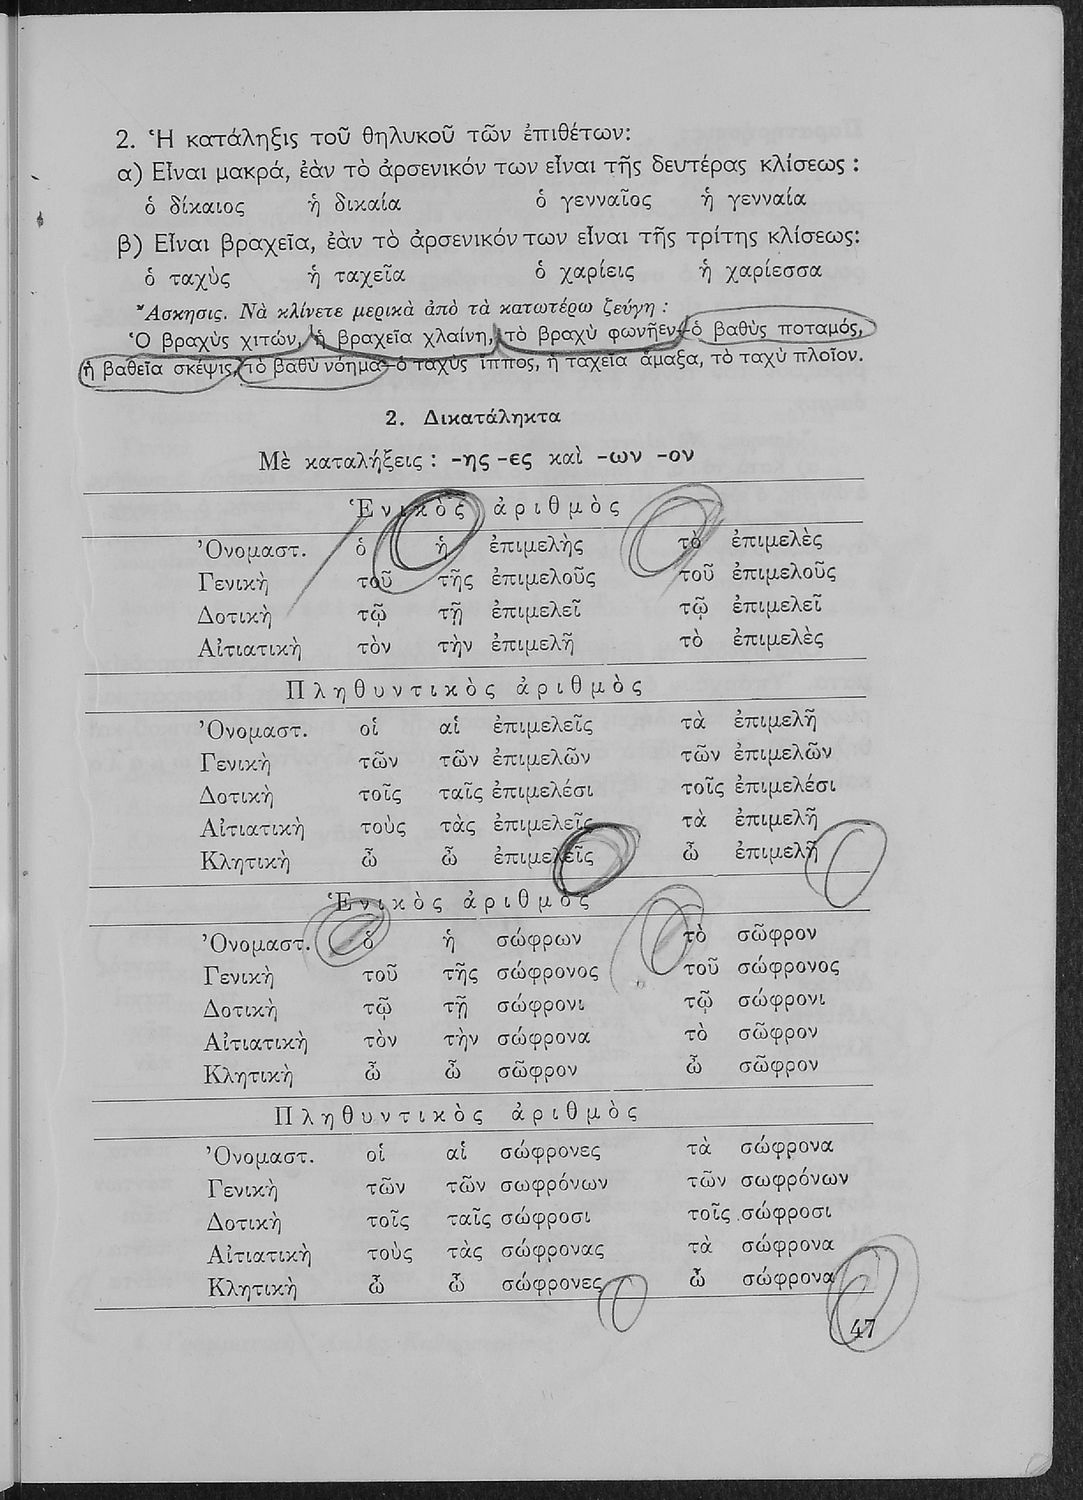 2. Ἡ κατάληξις τοῦ θηλυκοῦ τῶν ἐπιθέτων:
α) Εἶναι μακρά, ἐὰν τὸ ἀρσενικόν των εἶναι τῆς δευτέρας κλίσεως :
ὁ δίκαιος ἡ δικαία ὁ γενναῖος ἡ γενναία
β) Εἶναι βραχεῖα, ἐὰν τὸ ἀρσενικόν των εἶναι τῆς τρίτης κλίσεως:
ὁ ταχὺς ἡ ταχεῖα ὁ χαρίεις ἡ χαρίεσσα
Ἄσκησις. Νὰ κλίνετε μερικὰ ἀπὸ τὰ κατωτέρω ζεύγη :
Ὁ βραχὺς χιτών, ἡ βραχεῖα χλαίνη, τὸ βραχὺ φωνῆεν–ὁ βαθὺς ποταμός,
ἡ βαθεῖα σκέψις, τὸ βαθὺ νόημα–ὁ ταχὺς ἵππος, ἡ ταχεῖα ἅμαξα, τὸ ταχὺ πλοῖον.
2. Δικατάληκτα
Μὲ καταλήξεις : -ης -ες καὶ -ων -ον
Ἑνικὸς ἀριθμὸς
Ὀνομαστ. ὁ ἡ ἐπιμελὴς τὸ ἐπιμελὲς
Γενικὴ τοῦ τῆς ἐπιμελοῦς τοῦ ἐπιμελοῦς
Δοτικὴ τῷ τῇ ἐπιμελεῖ τῷ ἐπιμελεῖ
Αἰτιατικὴ τὸν τὴν ἐπιμελῆ τὸ ἐπιμελὲς
Πληθυντικὸς ἀριθμὸς
Ὀνομαστ. οἱ αἱ ἐπιμελεῖς τὰ ἐπιμελῆ
Γενικὴ τῶν τῶν ἐπιμελῶν τῶν ἐπιμελῶν
Δοτικὴ τοῖς ταῖς ἐπιμελέσι τοῖς ἐπιμελέσι
Αἰτιατικὴ τοὺς τὰς ἐπιμελεῖς τὰ ἐπιμελῆ
Κλητικὴ ὦ ὦ ἐπιμελεῖς ὦ ἐπιμελῆ
Ἑνικὸς ἀριθμὸς
Ὀνομαστ. ὁ ἡ σώφρων τὸ σῶφρον
Γενικὴ τοῦ τῆς σώφρονος τοῦ σώφρονος
Δοτικὴ τῷ τῇ σώφρονι τῷ σώφρονι
Αἰτιατικὴ τὸν τὴν σώφρονα τὸ σῶφρον
Κλητικὴ ὦ ὦ σῶφρον ὦ σῶφρον
Πληθυντικὸς ἀριθμὸς
Ὀνομαστ. οἱ αἱ σώφρονες τὰ σώφρονα
Γενικὴ τῶν τῶν σωφρόνων τῶν σωφρόνων
Δοτικὴ τοῖς ταῖς σώφροσι τοῖς σώφροσι
Αἰτιατικὴ τοὺς τὰς σώφρονας τὰ σώφρονα
Κλητικὴ ὦ ὦ σώφρονες ὦ σώφρονα
47